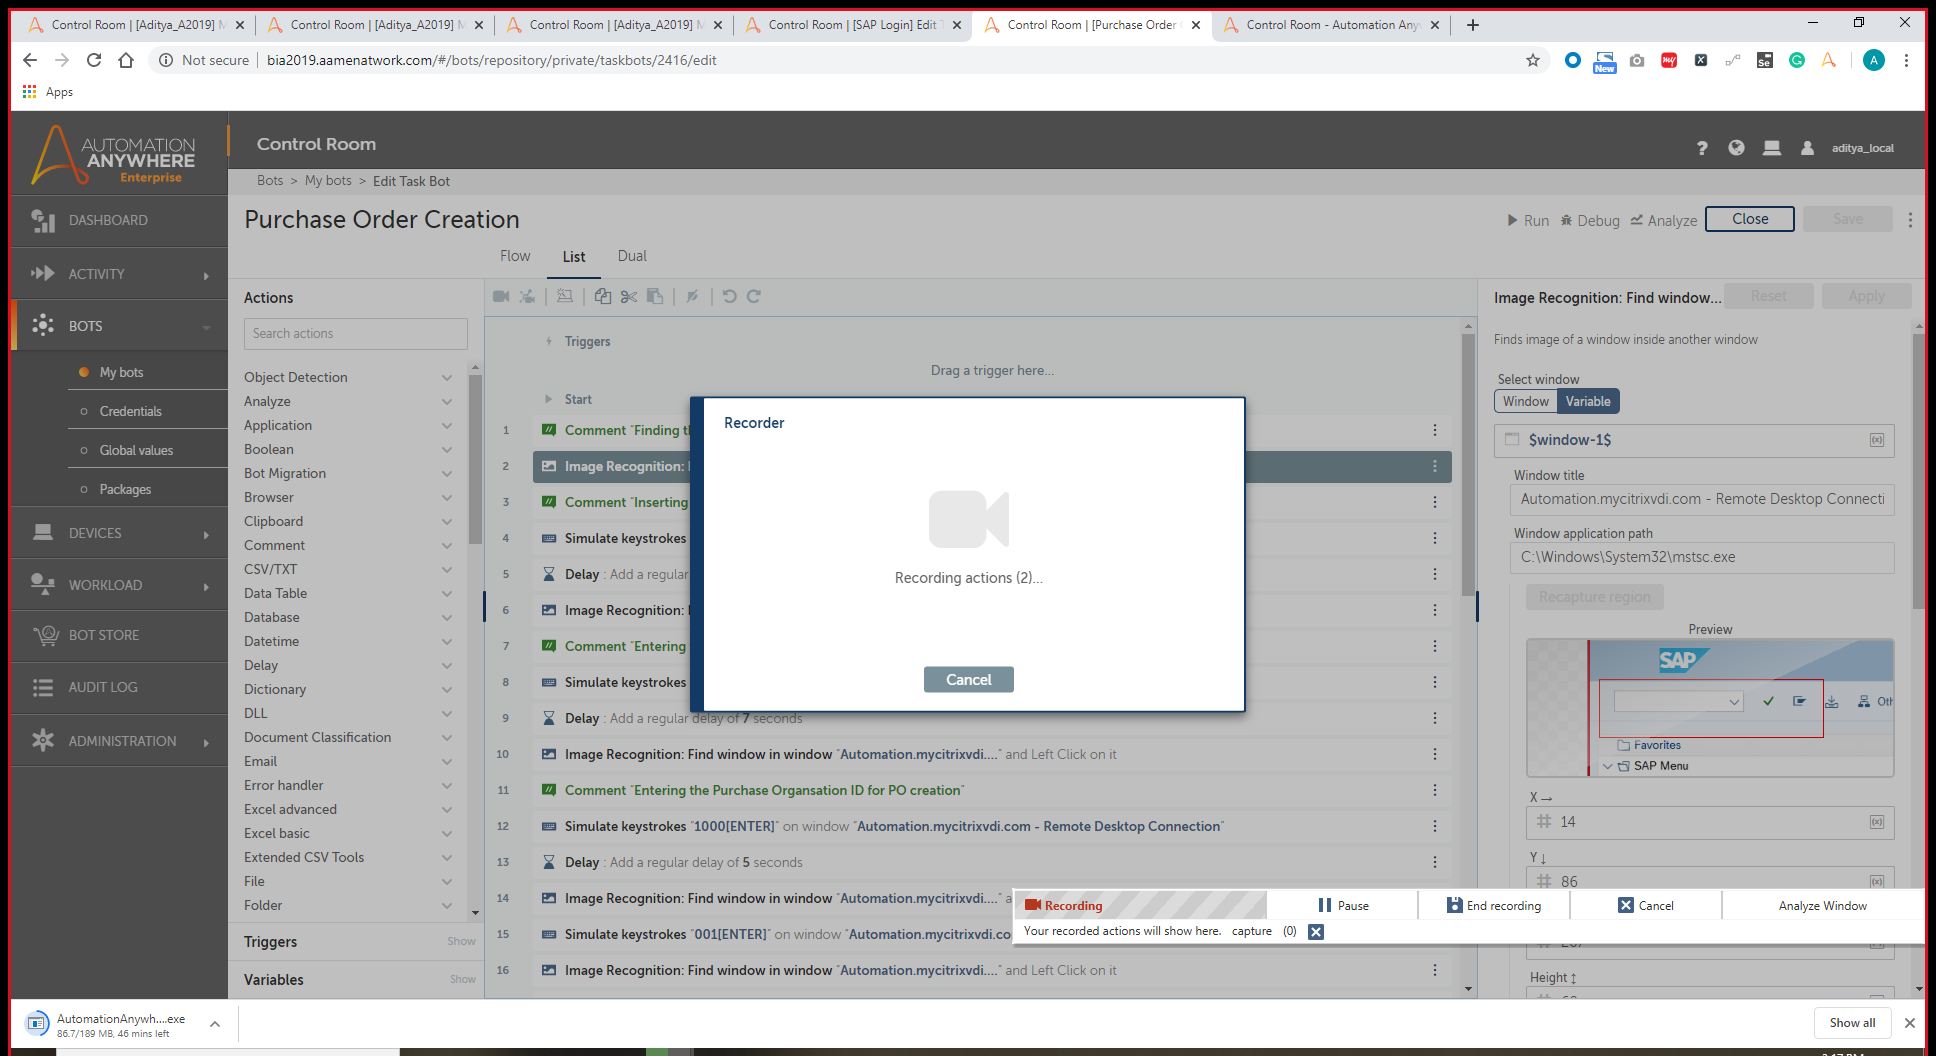 Control Room | [Aditya_A2019] M
Control Room | [Aditya_A2019] M
Control Room | [Aditya_A2019] M
Control Room | [SAP Login] Edit T
Control Room | [Purchase Order
Control Room - Automation Any
Not secure | bia2019.aamenatwork.com/#/bots/repository/private/taskbots/2416/edit
New
my
X
Se
G
A
Apps
AUTOMATION
ANYWHERE
Enterprise
Control Room
? aditya_local
Bots > My bots > Edit Task Bot
Purchase Order Creation
Run Debug Analyze Close Save
Flow List Dual
DASHBOARD
ACTIVITY
BOTS
My bots
Credentials
Global values
Packages
DEVICES
WORKLOAD
BOT STORE
AUDIT LOG
ADMINISTRATION
Actions
Search actions
Object Detection
Analyze
Application
Boolean
Bot Migration
Browser
Clipboard
Comment
CSV/TXT
Data Table
Database
Datetime
Delay
Dictionary
DLL
Document Classification
Email
Error handler
Excel advanced
Excel basic
Extended CSV Tools
File
Folder
Triggers Show
Variables Show
Triggers
Drag a trigger here...
Start
1 Comment "Finding th
2 Image Recognition:
3 Comment "Inserting
4 Simulate keystrokes
5 Delay : Add a regular
6 Image Recognition:
7 Comment "Entering
8 Simulate keystrokes
9 Delay : Add a regular delay of 7 seconds
10 Image Recognition: Find window in window "Automation.mycitrixvdi...." and Left Click on it
11 Comment "Entering the Purchase Organsation ID for PO creation"
12 Simulate keystrokes "1000[ENTER]" on window "Automation.mycitrixvdi.com - Remote Desktop Connection"
13 Delay : Add a regular delay of 5 seconds
14 Image Recognition: Find window in window "Automation.mycitrixvdi...." a
15 Simulate keystrokes "001[ENTER]" on window "Automation.mycitrixvdi.co
16 Image Recognition: Find window in window "Automation.mycitrixvdi...." and Left Click on it
Recorder
Recording actions (2)...
Cancel
Image Recognition: Find window... Reset Apply
Finds image of a window inside another window
Select window
Window Variable
$window-1$ (x)
Window title
Automation.mycitrixvdi.com - Remote Desktop Connecti
Window application path
C:\Windows\System32\mstsc.exe
Recapture region
Preview
SAP
Oth
Favorites
SAP Menu
X →
14 (x)
Y ↓
86 (x)
Height ↕
Recording Pause End recording Cancel Analyze Window
Your recorded actions will show here. capture (0)
AutomationAnywh....exe
86.7/189 MB, 46 mins left
Show all